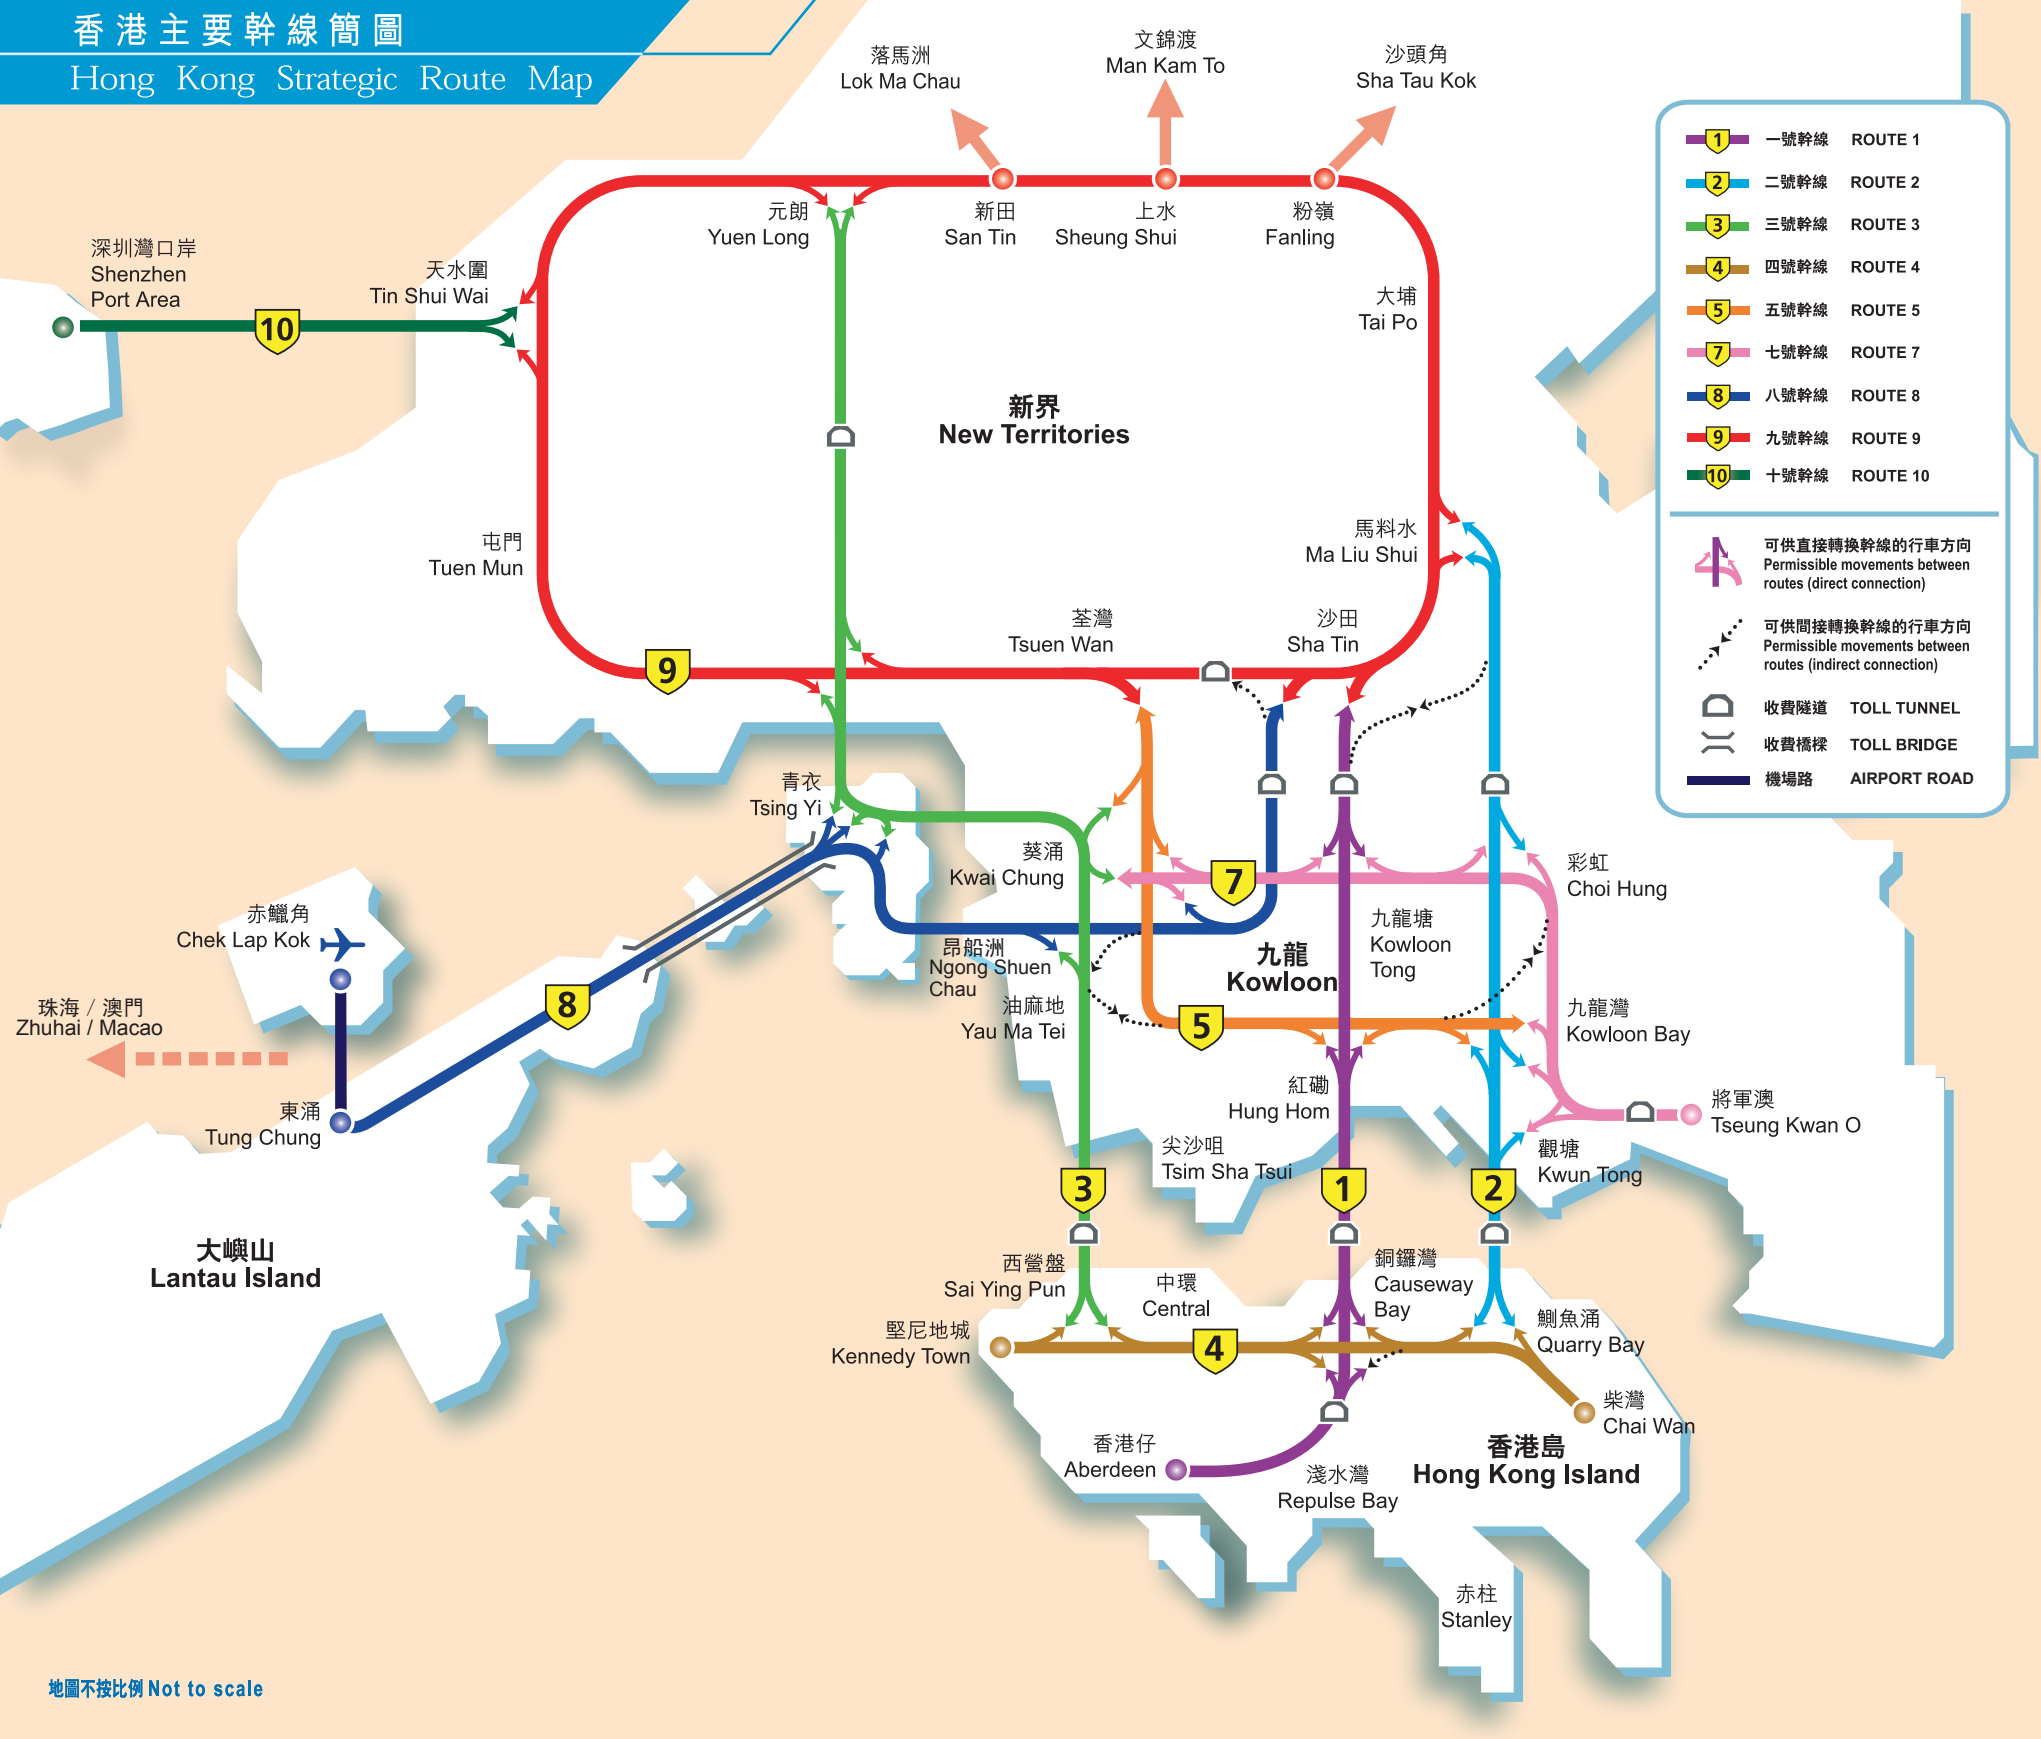 香港主要幹線簡圖
Hong Kong Strategic Route Map
落馬洲
Lok Ma Chau
文錦渡
Man Kam To
沙頭角
Sha Tau Kok
元朗
Yuen Long
新田
San Tin
上水
Sheung Shui
粉嶺
Fanling
深圳灣口岸
Shenzhen
Port Area
天水圍
Tin Shui Wai
10
大埔
Tai Po
新界
New Territories
屯門
Tuen Mun
馬料水
Ma Liu Shui
荃灣
Tsuen Wan
沙田
Sha Tin
9
青衣
Tsing Yi
葵涌
Kwai Chung
7
彩虹
Choi Hung
赤鱲角
Chek Lap Kok
九龍塘
Kowloon
Tong
昂船洲
Ngong Shuen
Chau
九龍
Kowloon
珠海 / 澳門
Zhuhai / Macao
8
油麻地
Yau Ma Tei
5
九龍灣
Kowloon Bay
東涌
Tung Chung
紅磡
Hung Hom
將軍澳
Tseung Kwan O
尖沙咀
Tsim Sha Tsui
觀塘
Kwun Tong
3
1
2
大嶼山
Lantau Island
西營盤
Sai Ying Pun
中環
Central
銅鑼灣
Causeway
Bay
堅尼地城
Kennedy Town
4
鰂魚涌
Quarry Bay
柴灣
Chai Wan
香港仔
Aberdeen
淺水灣
Repulse Bay
香港島
Hong Kong Island
赤柱
Stanley
地圖不按比例 Not to scale
1 一號幹線 ROUTE 1
2 二號幹線 ROUTE 2
3 三號幹線 ROUTE 3
4 四號幹線 ROUTE 4
5 五號幹線 ROUTE 5
7 七號幹線 ROUTE 7
8 八號幹線 ROUTE 8
9 九號幹線 ROUTE 9
10 十號幹線 ROUTE 10
可供直接轉換幹線的行車方向
Permissible movements between
routes (direct connection)
可供間接轉換幹線的行車方向
Permissible movements between
routes (indirect connection)
收費隧道 TOLL TUNNEL
收費橋樑 TOLL BRIDGE
機場路 AIRPORT ROAD